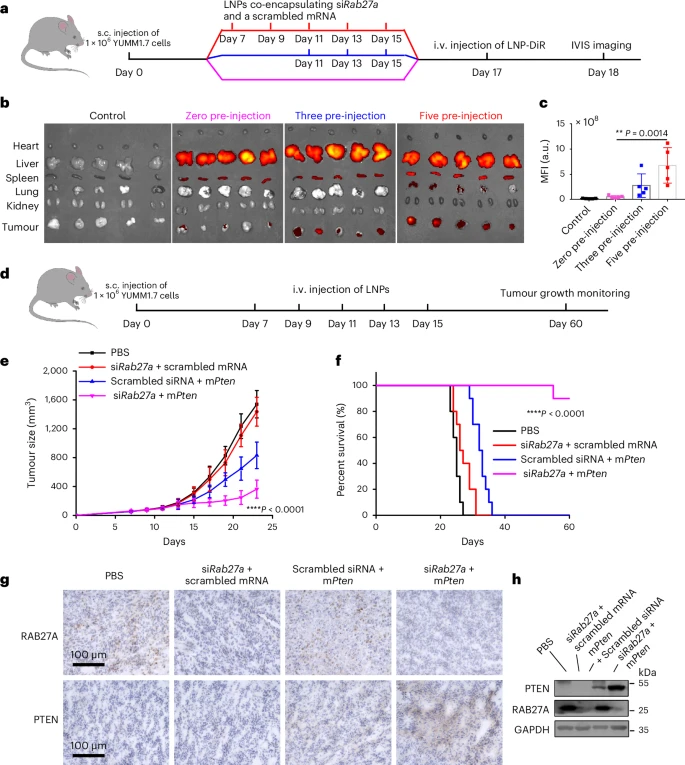 a
s.c. injection of
1 × 10⁶ YUMM1.7 cells
LNPs co-encapsulating siRab27a
and a scrambled mRNA
Day 7 Day 9 Day 11 Day 13 Day 15
Day 11 Day 13 Day 15
i.v. injection of LNP-DiR
IVIS imaging
Day 0
Day 17
Day 18
b
Control
Zero pre-injection
Three pre-injection
Five pre-injection
Heart
Liver
Spleen
Lung
Kidney
Tumour
c
× 10⁸
** P = 0.0014
MFI (a.u.)
15
10
5
0
Control
Zero pre-injection
Three pre-injection
Five pre-injection
d
s.c. injection of
1 × 10⁶ YUMM1.7 cells
i.v. injection of LNPs
Tumour growth monitoring
Day 0
Day 7
Day 9
Day 11
Day 13
Day 15
Day 60
e
PBS
siRab27a + scrambled mRNA
Scrambled siRNA + mPten
siRab27a + mPten
Tumour size (mm³)
2,000
1,600
1,200
800
400
0
****P < 0.0001
0 5 10 15 20 25
Days
f
Percent survival (%)
100
80
60
40
20
0
****P < 0.0001
PBS
siRab27a + scrambled mRNA
Scrambled siRNA + mPten
siRab27a + mPten
0 20 40 60
Days
g
PBS
siRab27a +
scrambled mRNA
Scrambled siRNA +
mPten
siRab27a +
mPten
RAB27A
100 µm
PTEN
100 µm
h
PBS
siRab27a +
scrambled mRNA
mPten
+ Scrambled siRNA
siRab27a +
mPten
kDa
PTEN
55
RAB27A
25
GAPDH
35